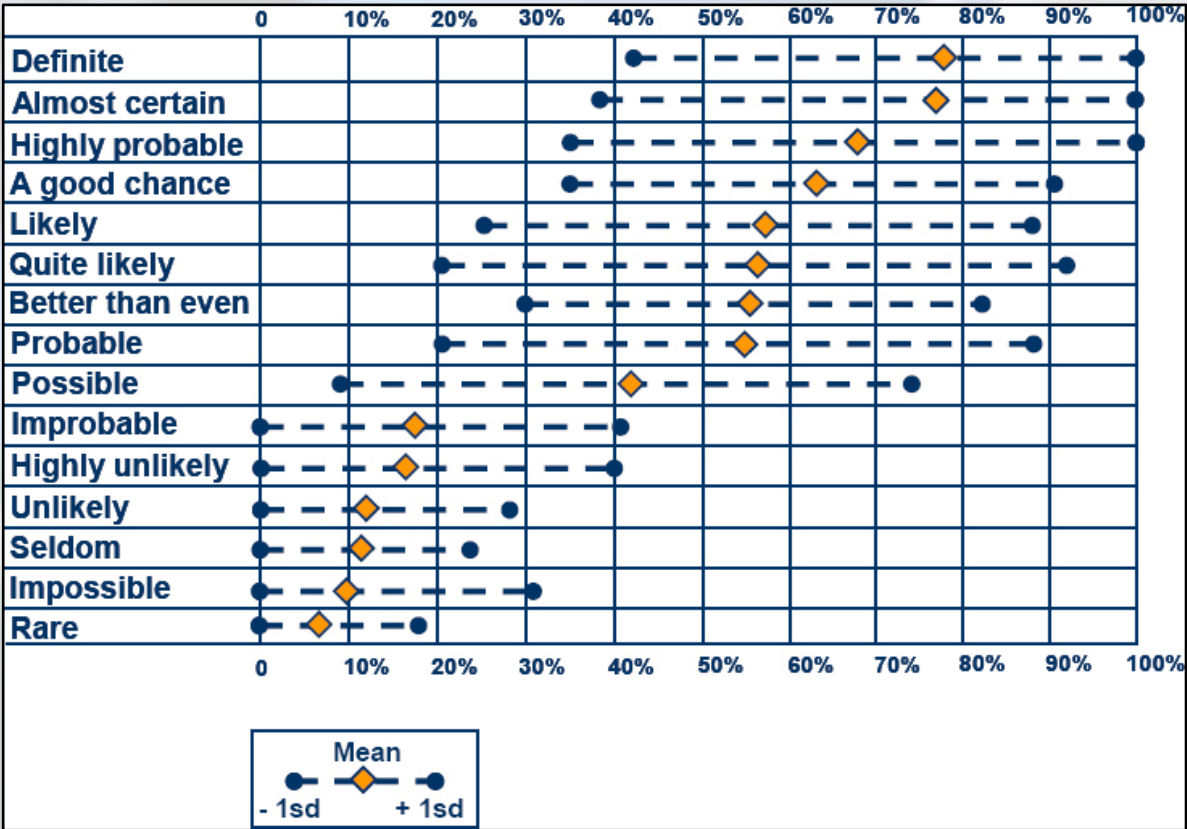 0 10% 20% 30% 40% 50% 60% 70% 80% 90% 100%
Definite
Almost certain
Highly probable
A good chance
Likely
Quite likely
Better than even
Probable
Possible
Improbable
Highly unlikely
Unlikely
Seldom
Impossible
Rare
0 10% 20% 30% 40% 50% 60% 70% 80% 90% 100%
Mean
- 1sd + 1sd